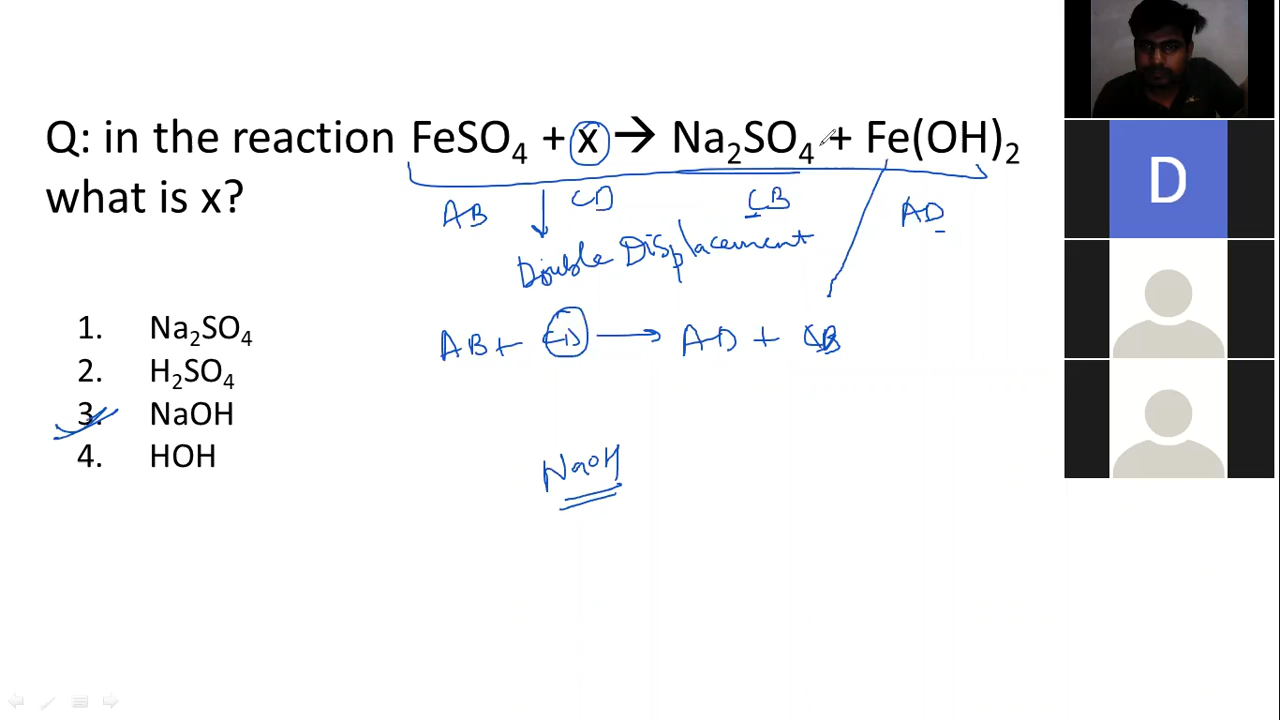 Q: in the reaction FeSO₄ + x → Na₂SO₄ + Fe(OH)₂
what is x?
AB CD CB AD
Double Displacement
AB + CD → AD + CB
1. Na₂SO₄
2. H₂SO₄
3. NaOH
4. HOH
NaOH
D